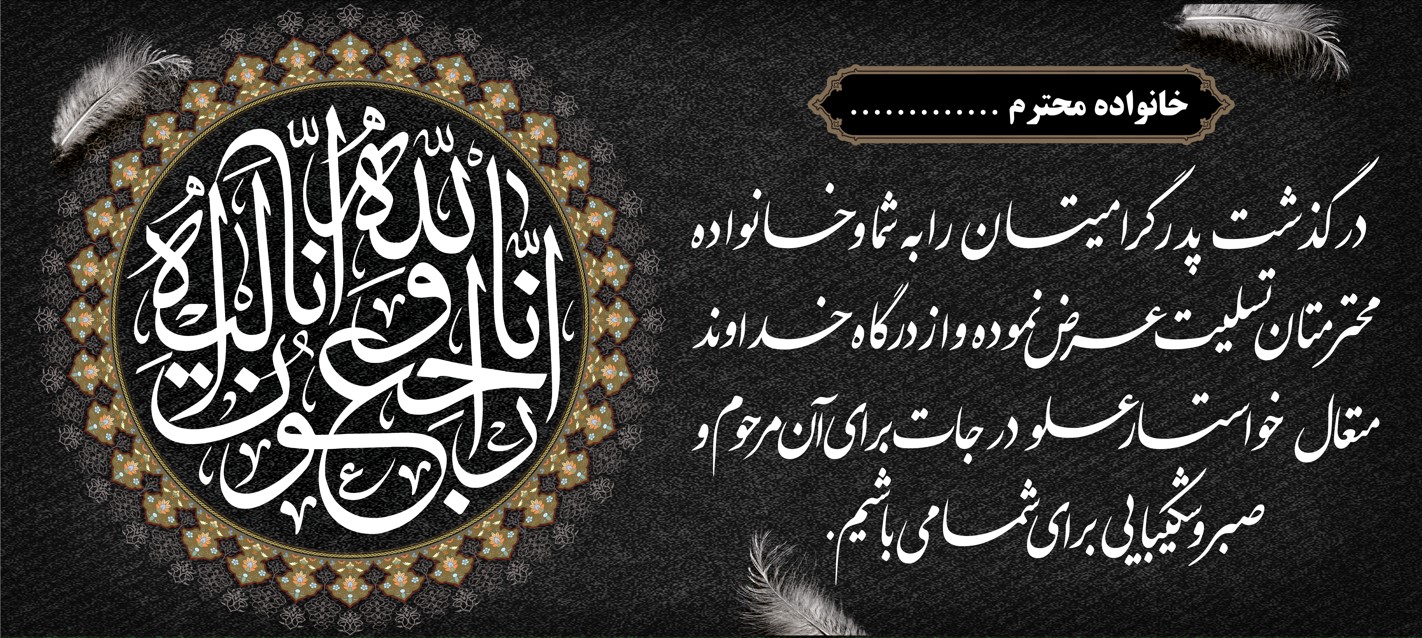 خانواده محترم .............
درگذشت پدر گرامیتان را به شما و خانواده
محترمتان تسلیت عرض نموده و از درگاه خداوند
متعال خواستار علو درجات برای آن مرحوم و
صبر و شکیبایی برای شما می باشیم.
انا لله و انا الیه راجعون